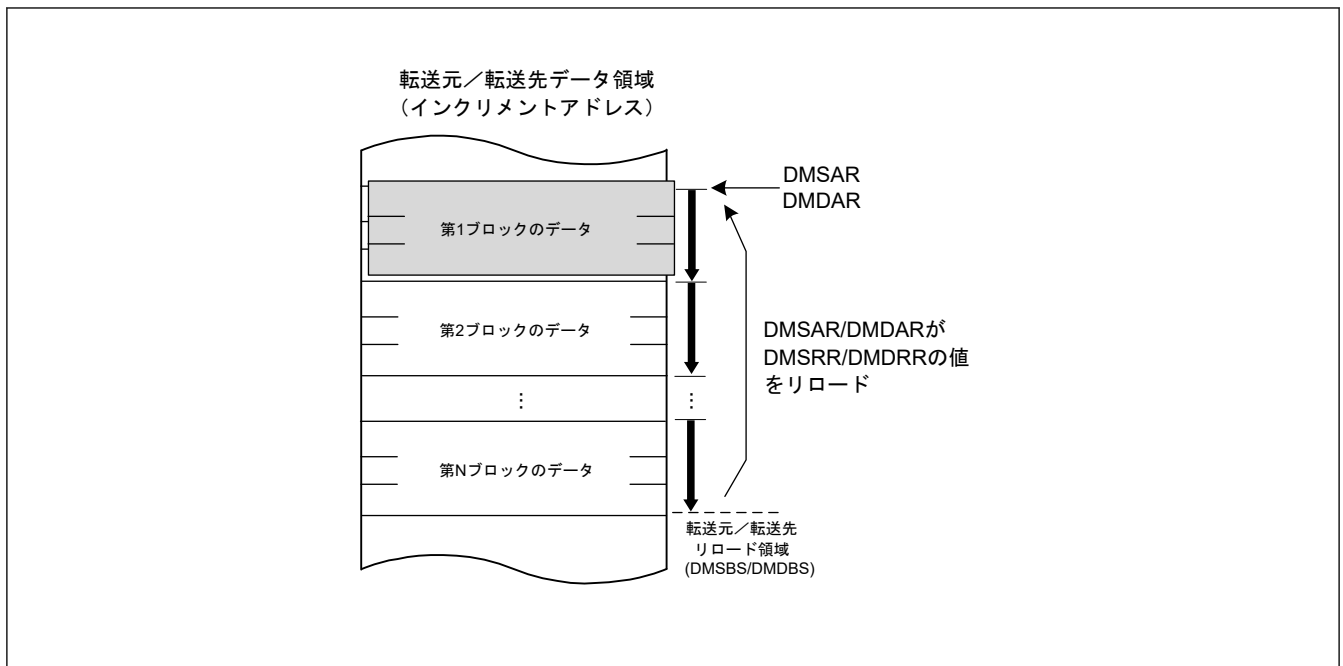 転送元／転送先データ領域
（インクリメントアドレス）
DMSAR
DMDAR
第1ブロックのデータ
第2ブロックのデータ
DMSAR/DMDARが
DMSRR/DMDRRの値
をリロード
⋮
⋮
第Nブロックのデータ
転送元／転送先
リロード領域
(DMSBS/DMDBS)